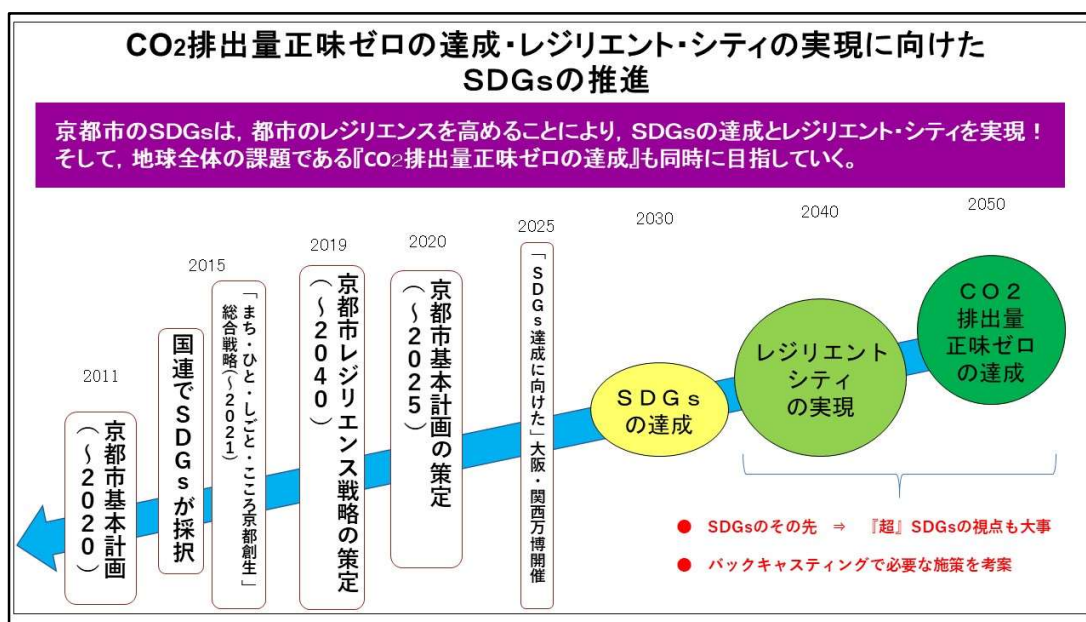 CO2排出量正味ゼロの達成・レジリエント・シティの実現に向けた
SDGsの推進
京都市のSDGsは，都市のレジリエンスを高めることにより，SDGsの達成とレジリエント・シティを実現！
そして，地球全体の課題である『CO2排出量正味ゼロの達成』も同時に目指していく。
2011
京都市基本計画
（～2020）
2015
国連でSDGsが採択
「まち・ひと・しごと・こころ京都創生」
総合戦略（～2021）
2019
京都市レジリエンス戦略の策定
（～2040）
2020
京都市基本計画の策定
（～2025）
2025
「SDGs達成に向けた」大阪・関西万博開催
2030
SDGs
の達成
2040
レジリエント
シティ
の実現
2050
CO2
排出量
正味ゼロ
の達成
● SDGsのその先 ⇒ 『超』SDGsの視点も大事
● バックキャスティングで必要な施策を考案